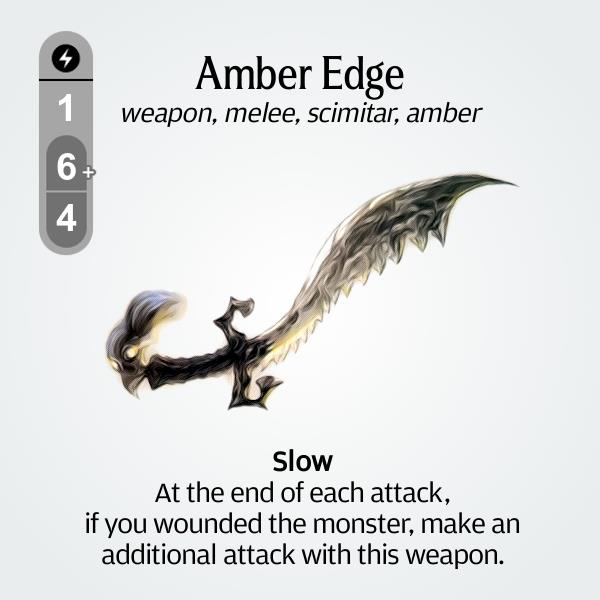 Amber Edge
weapon, melee, scimitar, amber
1
6+
4
Slow
At the end of each attack,
if you wounded the monster, make an
additional attack with this weapon.